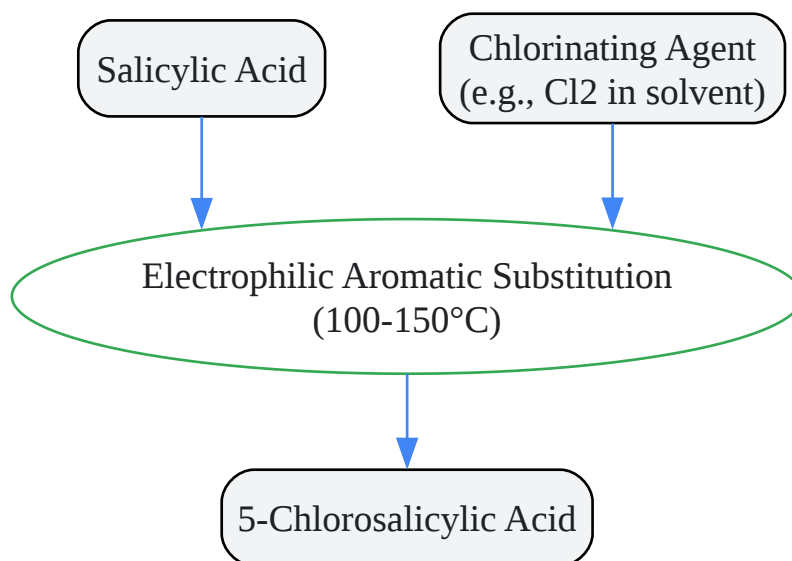 Salicylic Acid
Chlorinating Agent
(e.g., Cl2 in solvent)
Electrophilic Aromatic Substitution
(100-150°C)
5-Chlorosalicylic Acid